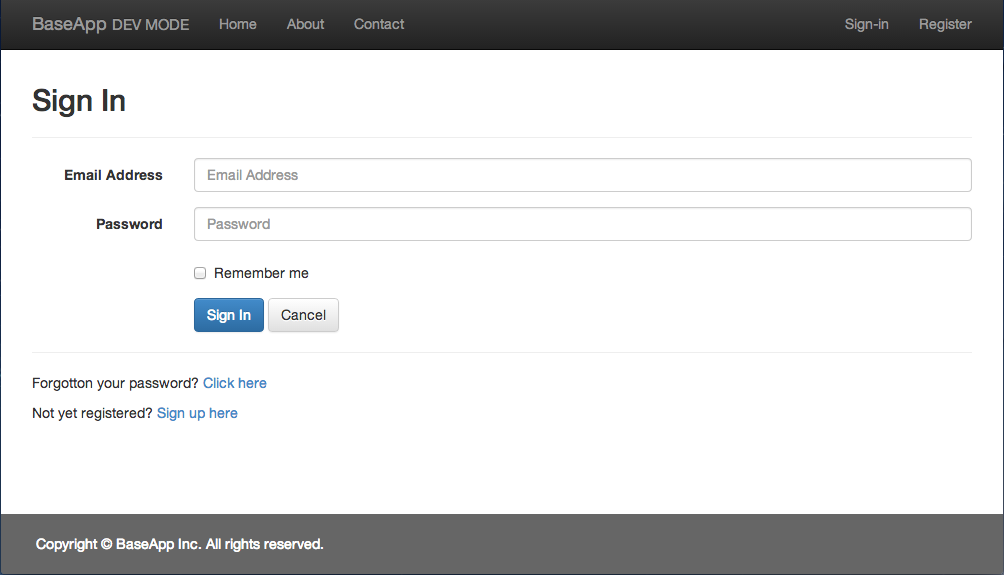 BaseApp DEV MODE Home About Contact Sign-in Register
Sign In
Email Address Email Address
Password Password
Remember me
Sign In Cancel
Forgotton your password? Click here
Not yet registered? Sign up here
Copyright © BaseApp Inc. All rights reserved.